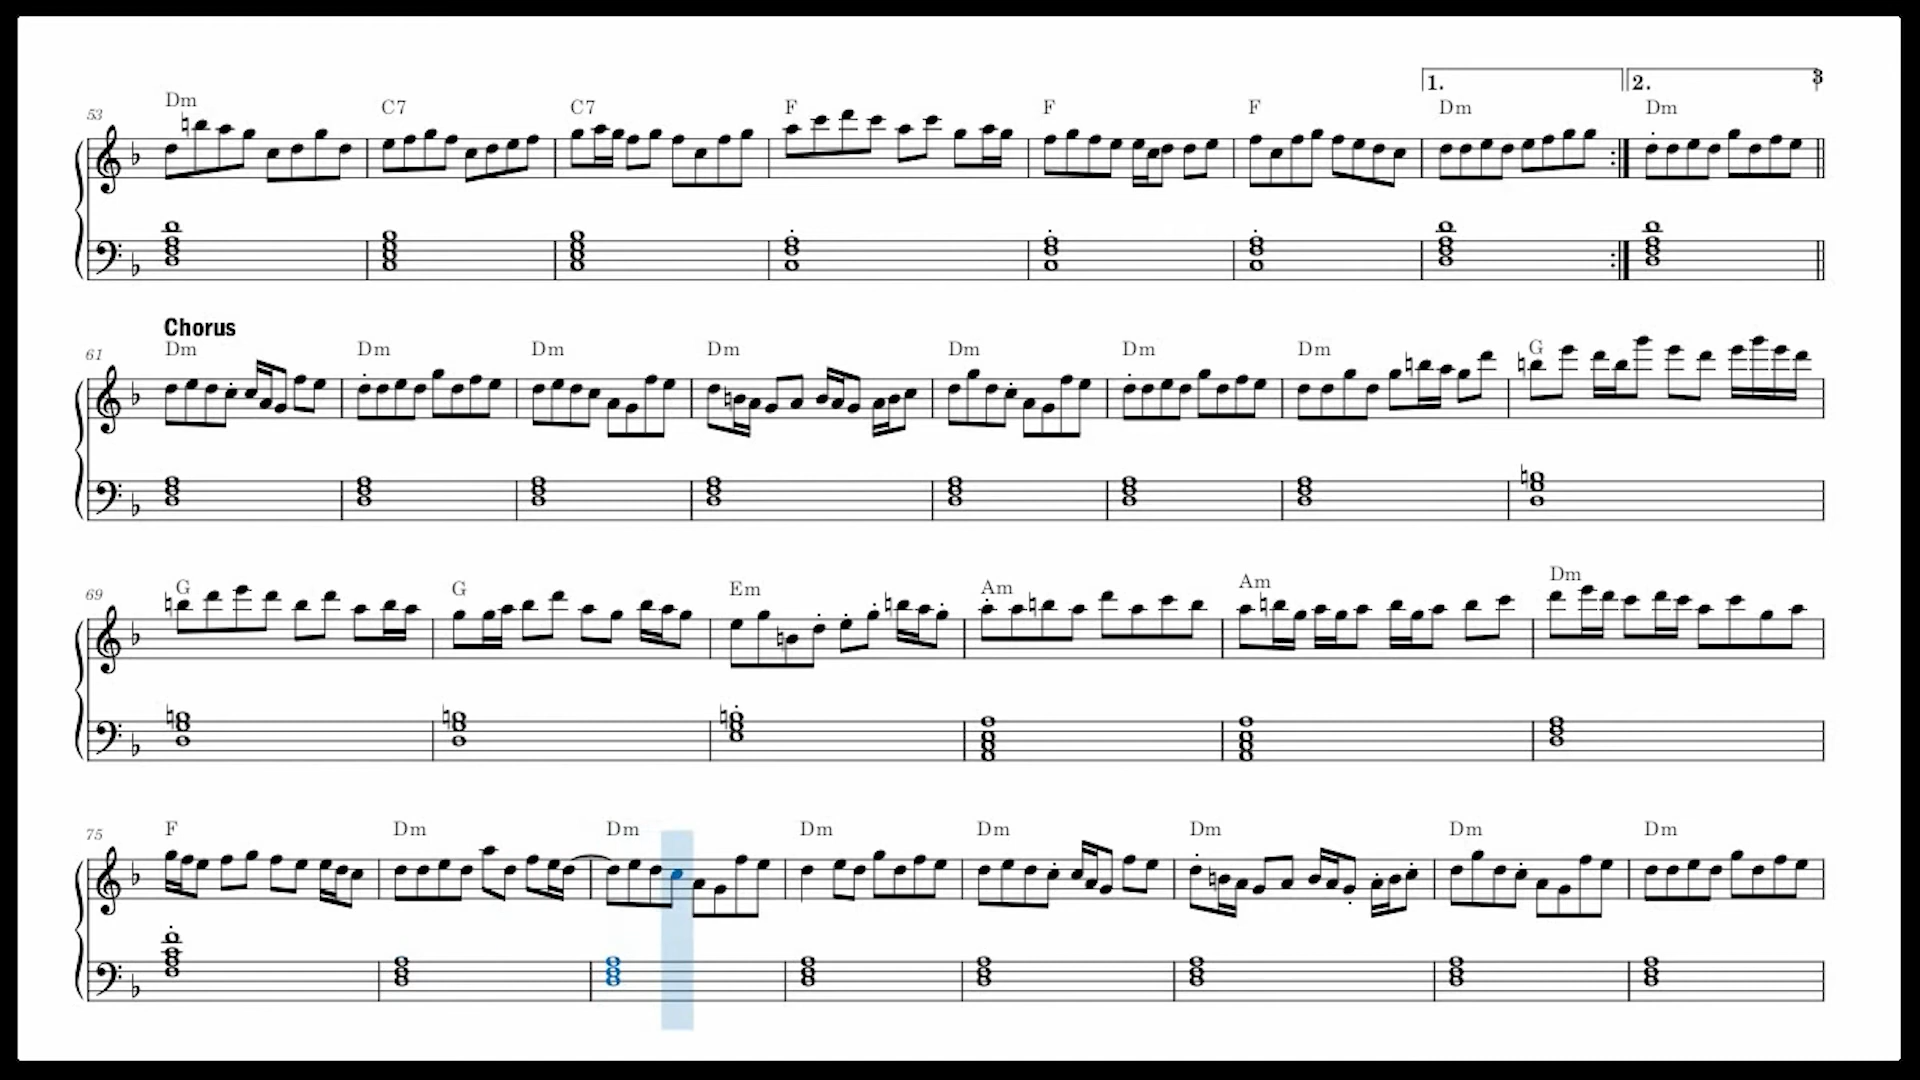 3
1. 2.
53 Dm C7 C7 F F F Dm Dm
Chorus
61 Dm Dm Dm Dm Dm Dm Dm G
69 G G Em Am Am Dm
75 F Dm Dm Dm Dm Dm Dm Dm